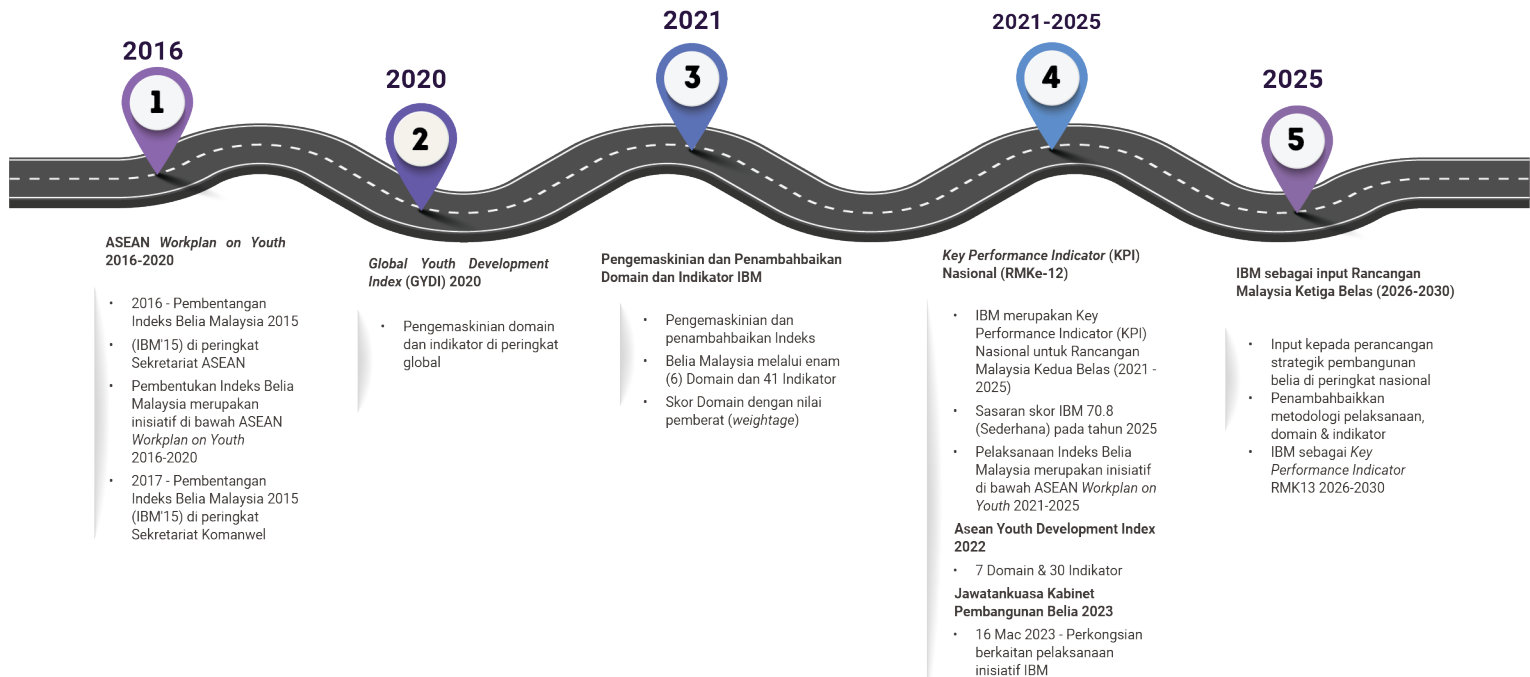 2016
1
ASEAN Workplan on Youth
2016-2020
• 2016 - Pembentangan
Indeks Belia Malaysia 2015
• (IBM'15) di peringkat
Sekretariat ASEAN
• Pembentukan Indeks Belia
Malaysia merupakan
inisiatif di bawah ASEAN
Workplan on Youth
2016-2020
• 2017 - Pembentangan
Indeks Belia Malaysia 2015
(IBM'15) di peringkat
Sekretariat Komanwel
2020
2
Global Youth Development
Index (GYDI) 2020
• Pengemaskinian domain
dan indikator di peringkat
global
2021
3
Pengemaskinian dan Penambahbaikan
Domain dan Indikator IBM
• Pengemaskinian dan
penambahbaikan Indeks
• Belia Malaysia melalui enam
(6) Domain dan 41 Indikator
• Skor Domain dengan nilai
pemberat (weightage)
2021-2025
4
Key Performance Indicator (KPI)
Nasional (RMKe-12)
• IBM merupakan Key
Performance Indicator (KPI)
Nasional untuk Rancangan
Malaysia Kedua Belas (2021 -
2025)
• Sasaran skor IBM 70.8
(Sederhana) pada tahun 2025
• Pelaksanaan Indeks Belia
Malaysia merupakan inisiatif
di bawah ASEAN Workplan on
Youth 2021-2025
Asean Youth Development Index
2022
• 7 Domain & 30 Indikator
Jawatankuasa Kabinet
Pembangunan Belia 2023
• 16 Mac 2023 - Perkongsian
berkaitan pelaksanaan
inisiatif IBM
2025
5
IBM sebagai input Rancangan
Malaysia Ketiga Belas (2026-2030)
• Input kepada perancangan
strategik pembangunan
belia di peringkat nasional
• Penambahbaikkan
metodologi pelaksanaan,
domain & indikator
• IBM sebagai Key
Performance Indicator
RMK13 2026-2030